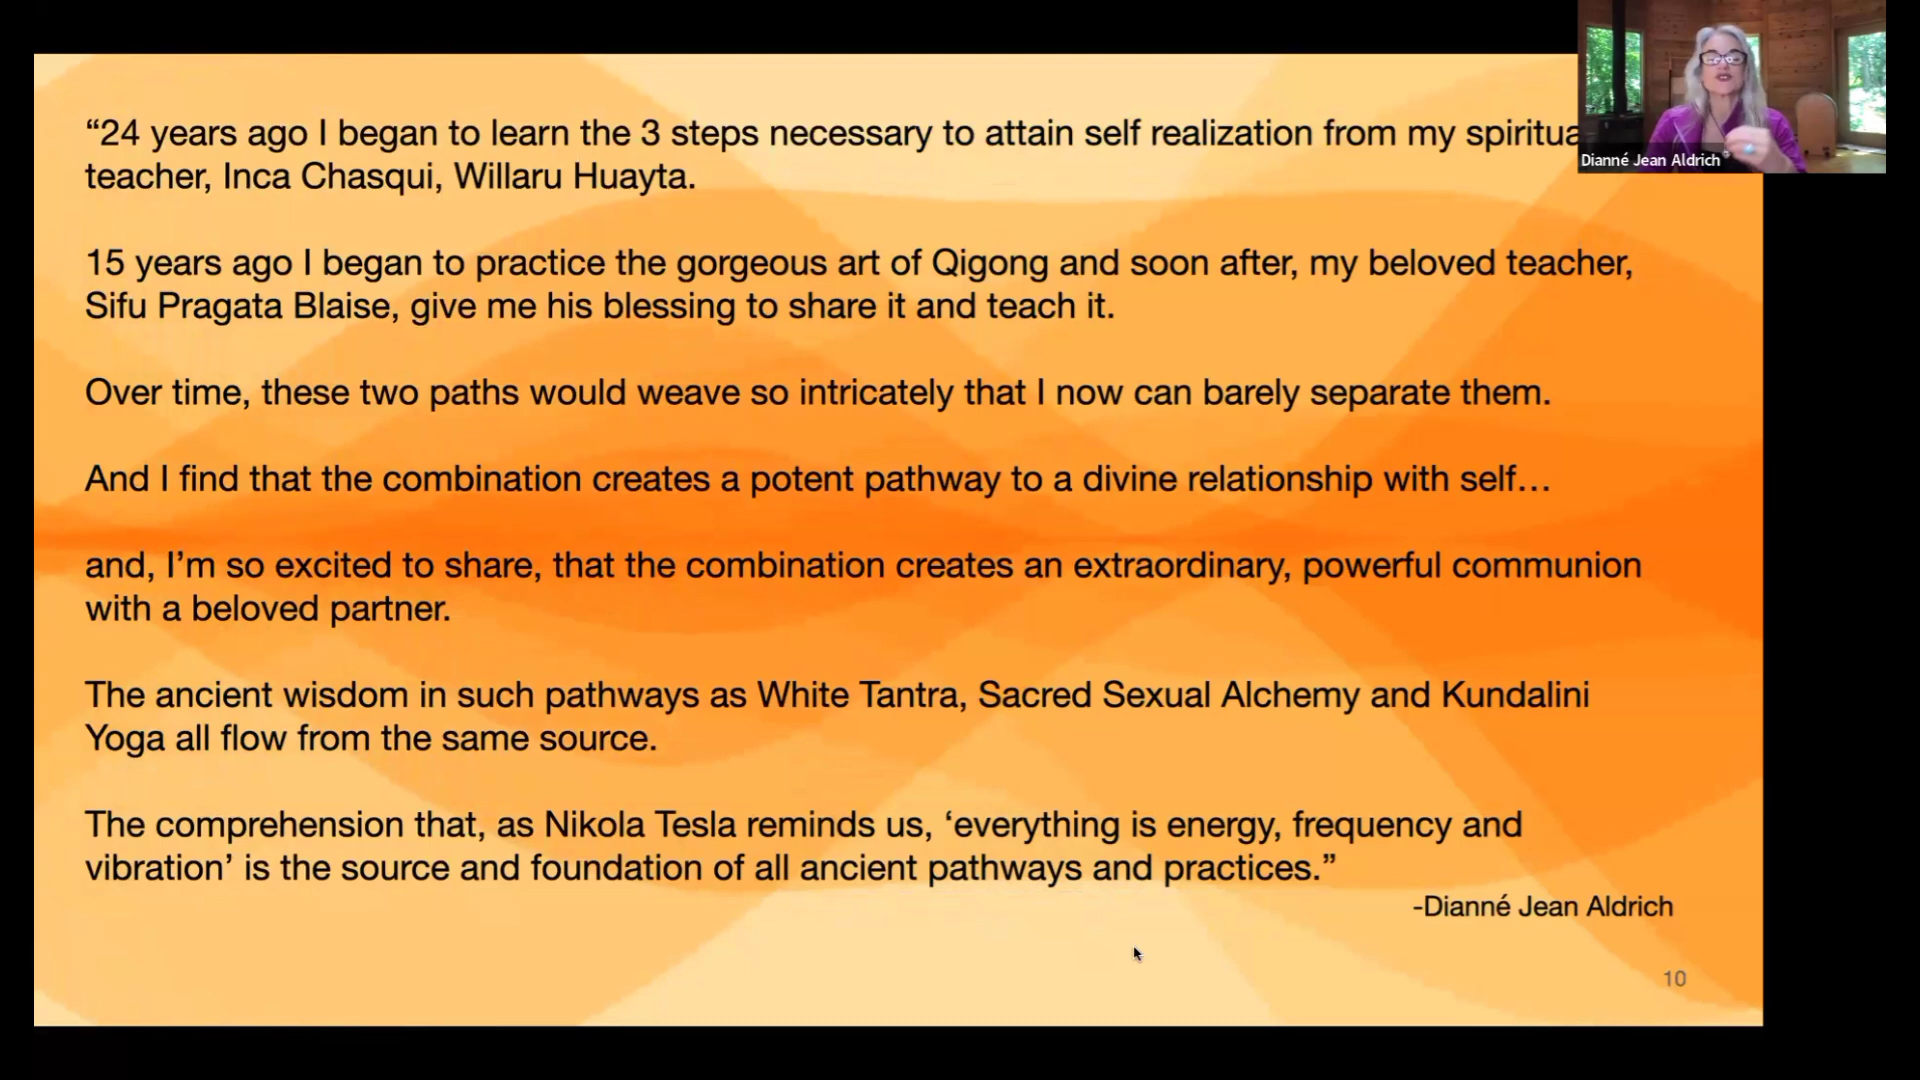 “24 years ago I began to learn the 3 steps necessary to attain self realization from my spiritua
teacher, Inca Chasqui, Willaru Huayta.
15 years ago I began to practice the gorgeous art of Qigong and soon after, my beloved teacher,
Sifu Pragata Blaise, give me his blessing to share it and teach it.
Over time, these two paths would weave so intricately that I now can barely separate them.
And I find that the combination creates a potent pathway to a divine relationship with self…
and, I’m so excited to share, that the combination creates an extraordinary, powerful communion
with a beloved partner.
The ancient wisdom in such pathways as White Tantra, Sacred Sexual Alchemy and Kundalini
Yoga all flow from the same source.
The comprehension that, as Nikola Tesla reminds us, ‘everything is energy, frequency and
vibration’ is the source and foundation of all ancient pathways and practices.”
-Dianné Jean Aldrich
10
Dianné Jean Aldrich